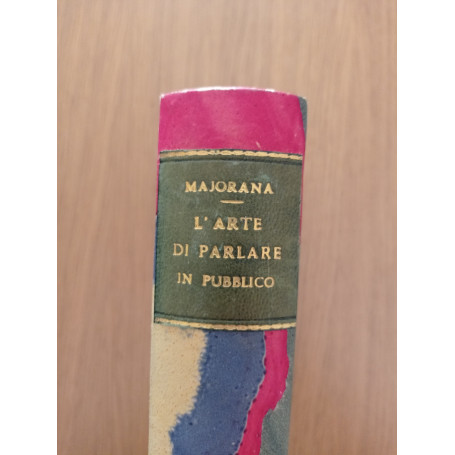 MAJORANA
L'ARTE
DI PARLARE
IN PUBBLICO